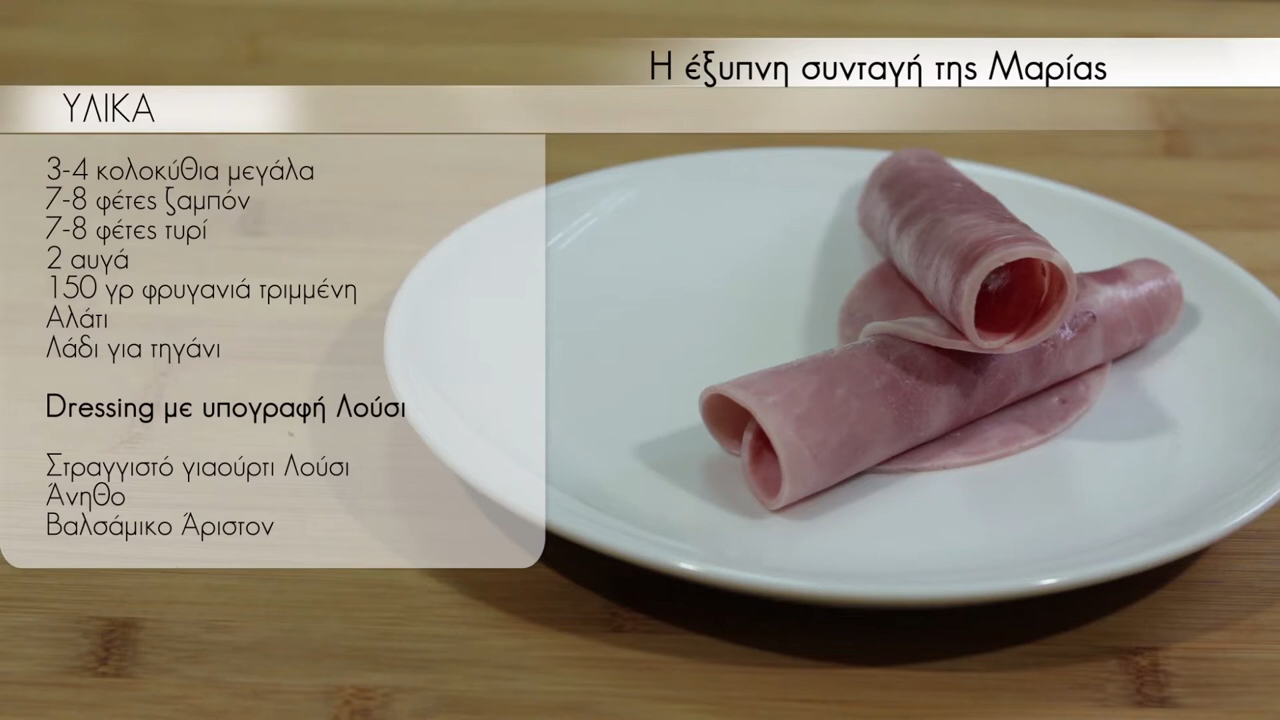 Η έξυπνη συνταγή της Μαρίας
ΥΛΙΚΑ
3-4 κολοκύθια μεγάλα
7-8 φέτες ζαμπόν
7-8 φέτες τυρί
2 αυγά
150 γρ φρυγανιά τριμμένη
Αλάτι
Λάδι για τηγάνι
Dressing με υπογραφή Λούσι
Στραγγιστό γιαούρτι Λούσι
Άνηθο
Βαλσάμικο Άριστον